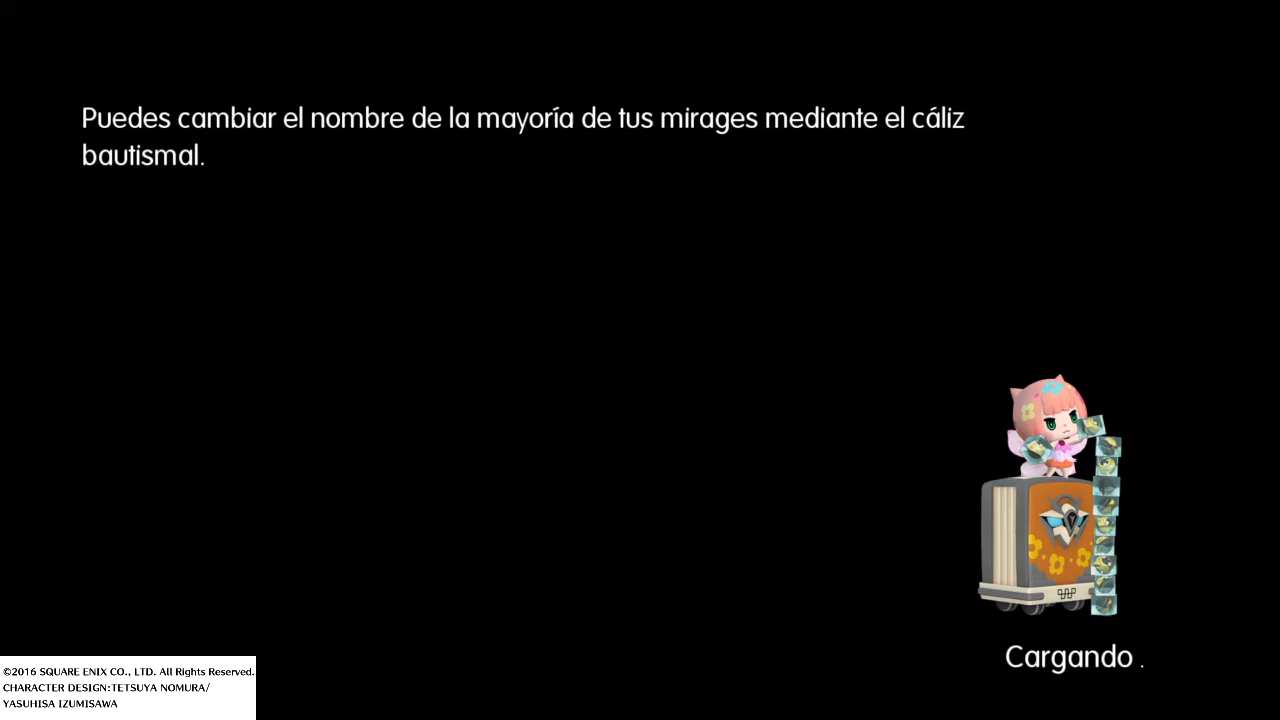 Puedes cambiar el nombre de la mayoría de tus mirages mediante el cáliz
bautismal.
Cargando .
©2016 SQUARE ENIX CO., LTD. All Rights Reserved.
CHARACTER DESIGN:TETSUYA NOMURA/
YASUHISA IZUMISAWA